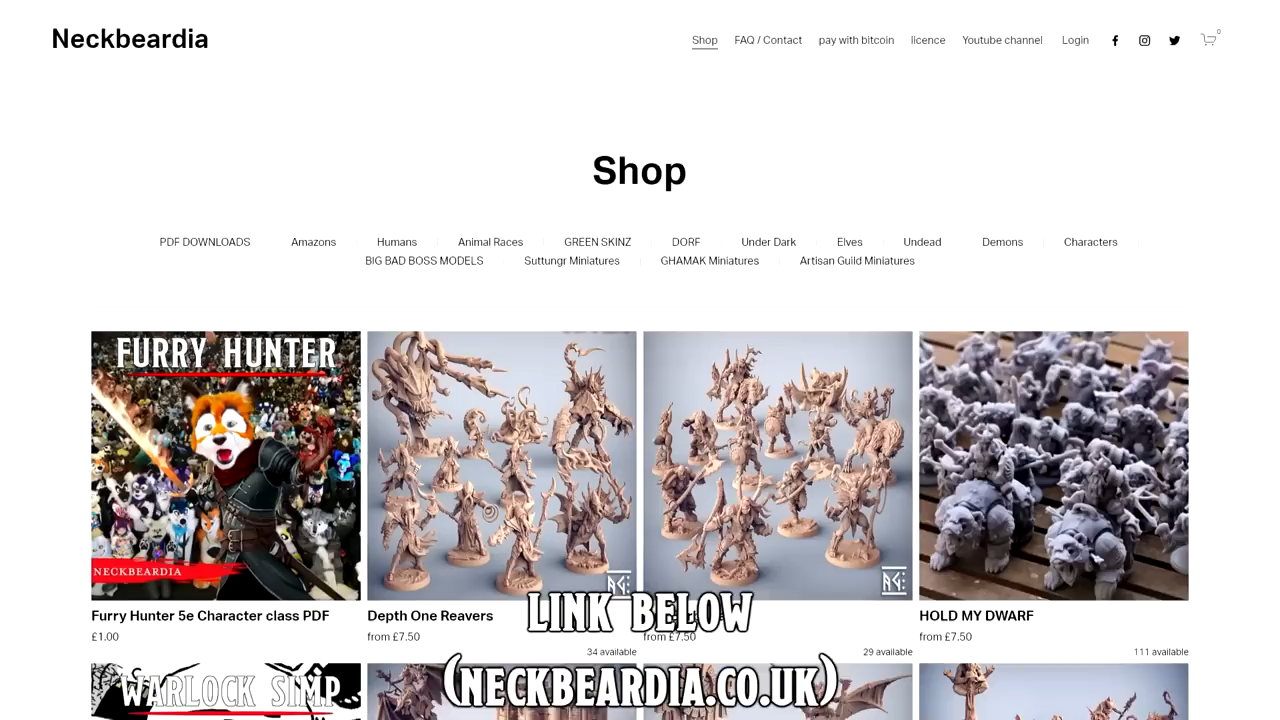 Neckbeardia
Shop FAQ / Contact pay with bitcoin licence Youtube channel Login 0
Shop
PDF DOWNLOADS Amazons Humans Animal Races GREEN SKINZ DORF Under Dark Elves Undead Demons Characters
BIG BAD BOSS MODELS Suttungr Miniatures GHAMAK Miniatures Artisan Guild Miniatures
FURRY HUNTER
NECKBEARDIA
AG
AG
Furry Hunter 5e Character class PDF Depth One Reavers HOLD MY DWARF
LINK BELOW
£1.00 from £7.50 from £7.50 from £7.50
34 available 29 available 111 available
WARLOCK SIMP
(NECKBEARDIA.CO.UK)